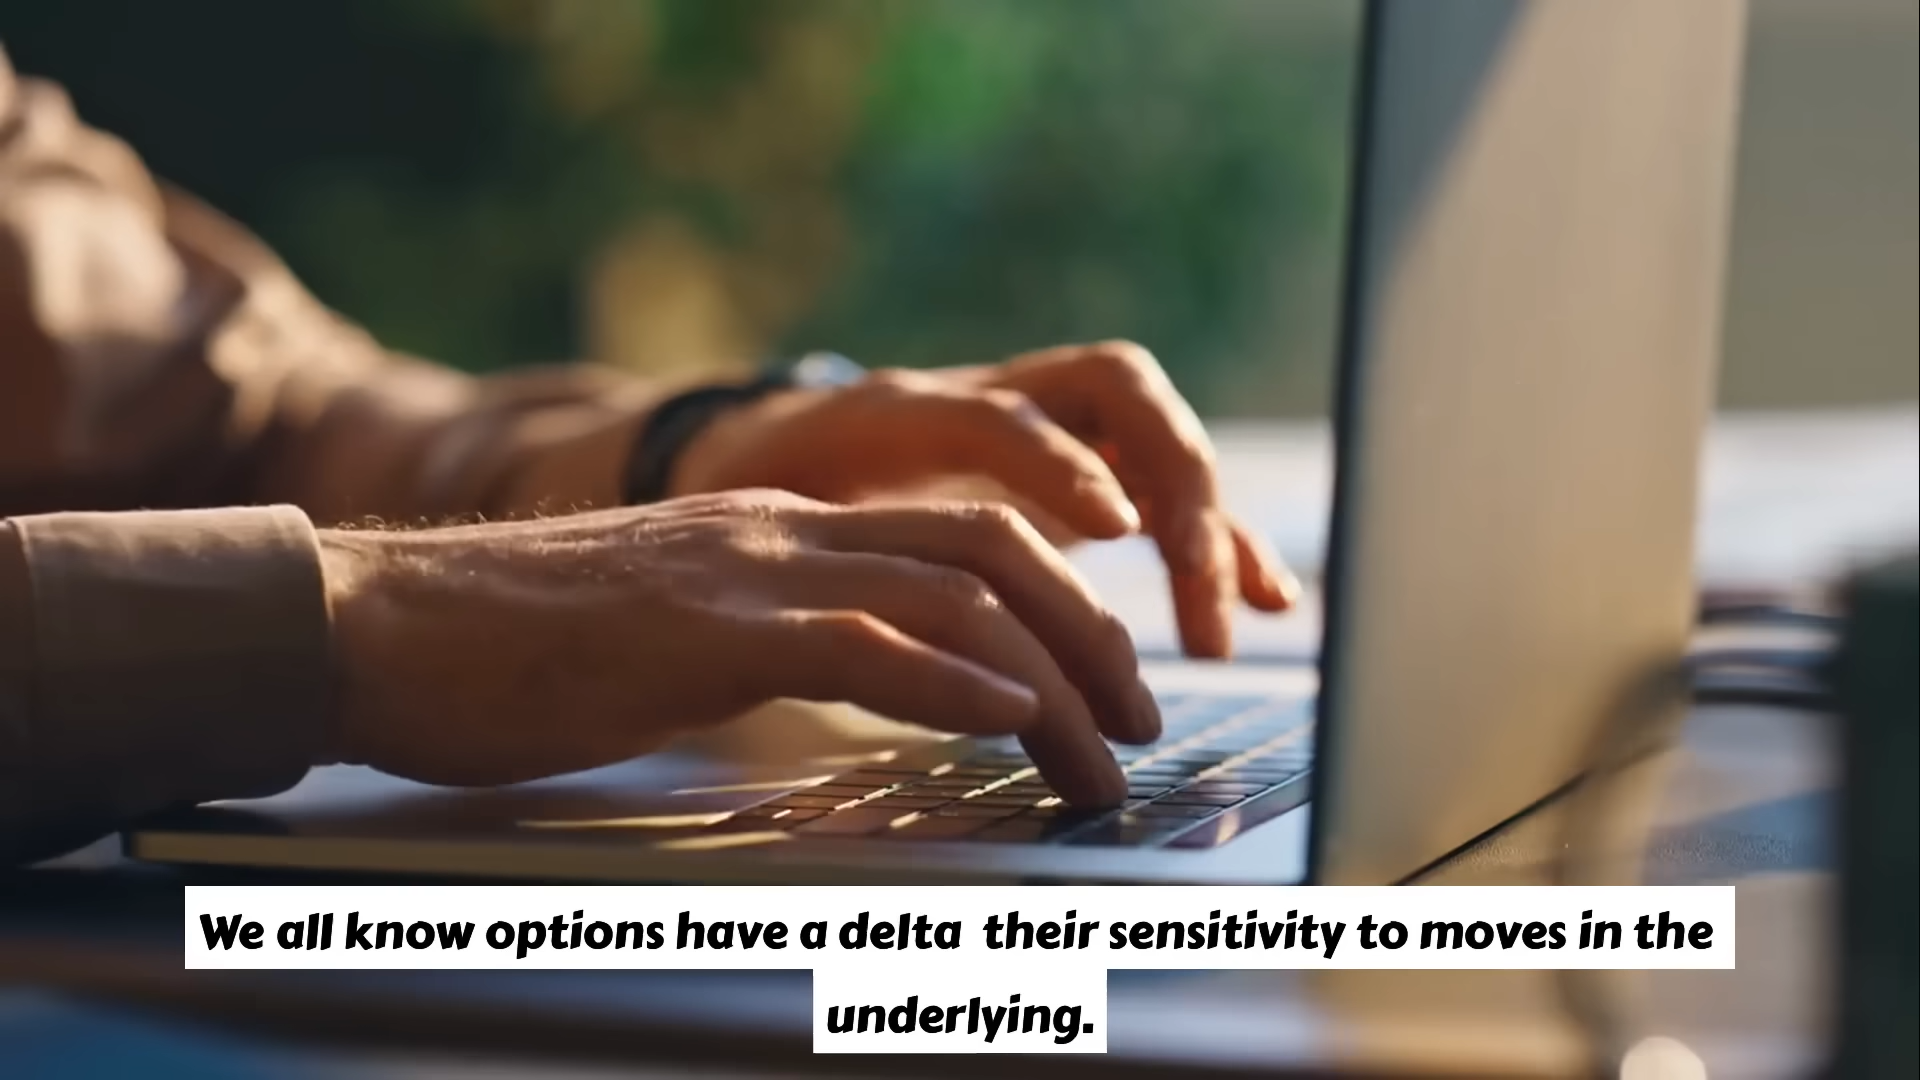 We all know options have a delta  their sensitivity to moves in the
underlying.